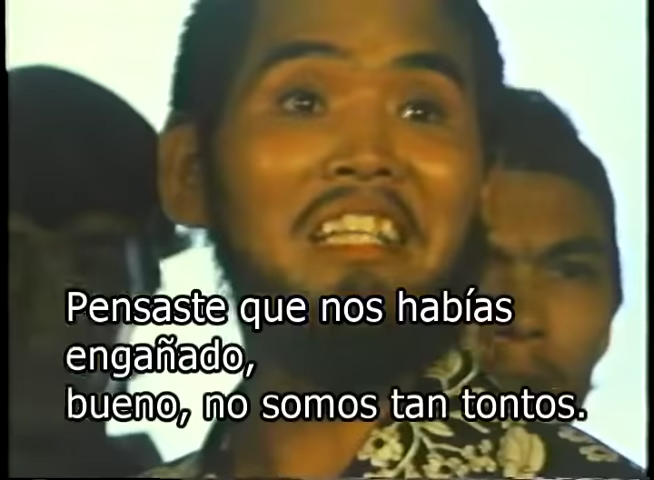 Pensaste que nos habías
engañado,
bueno, no somos tan tontos.